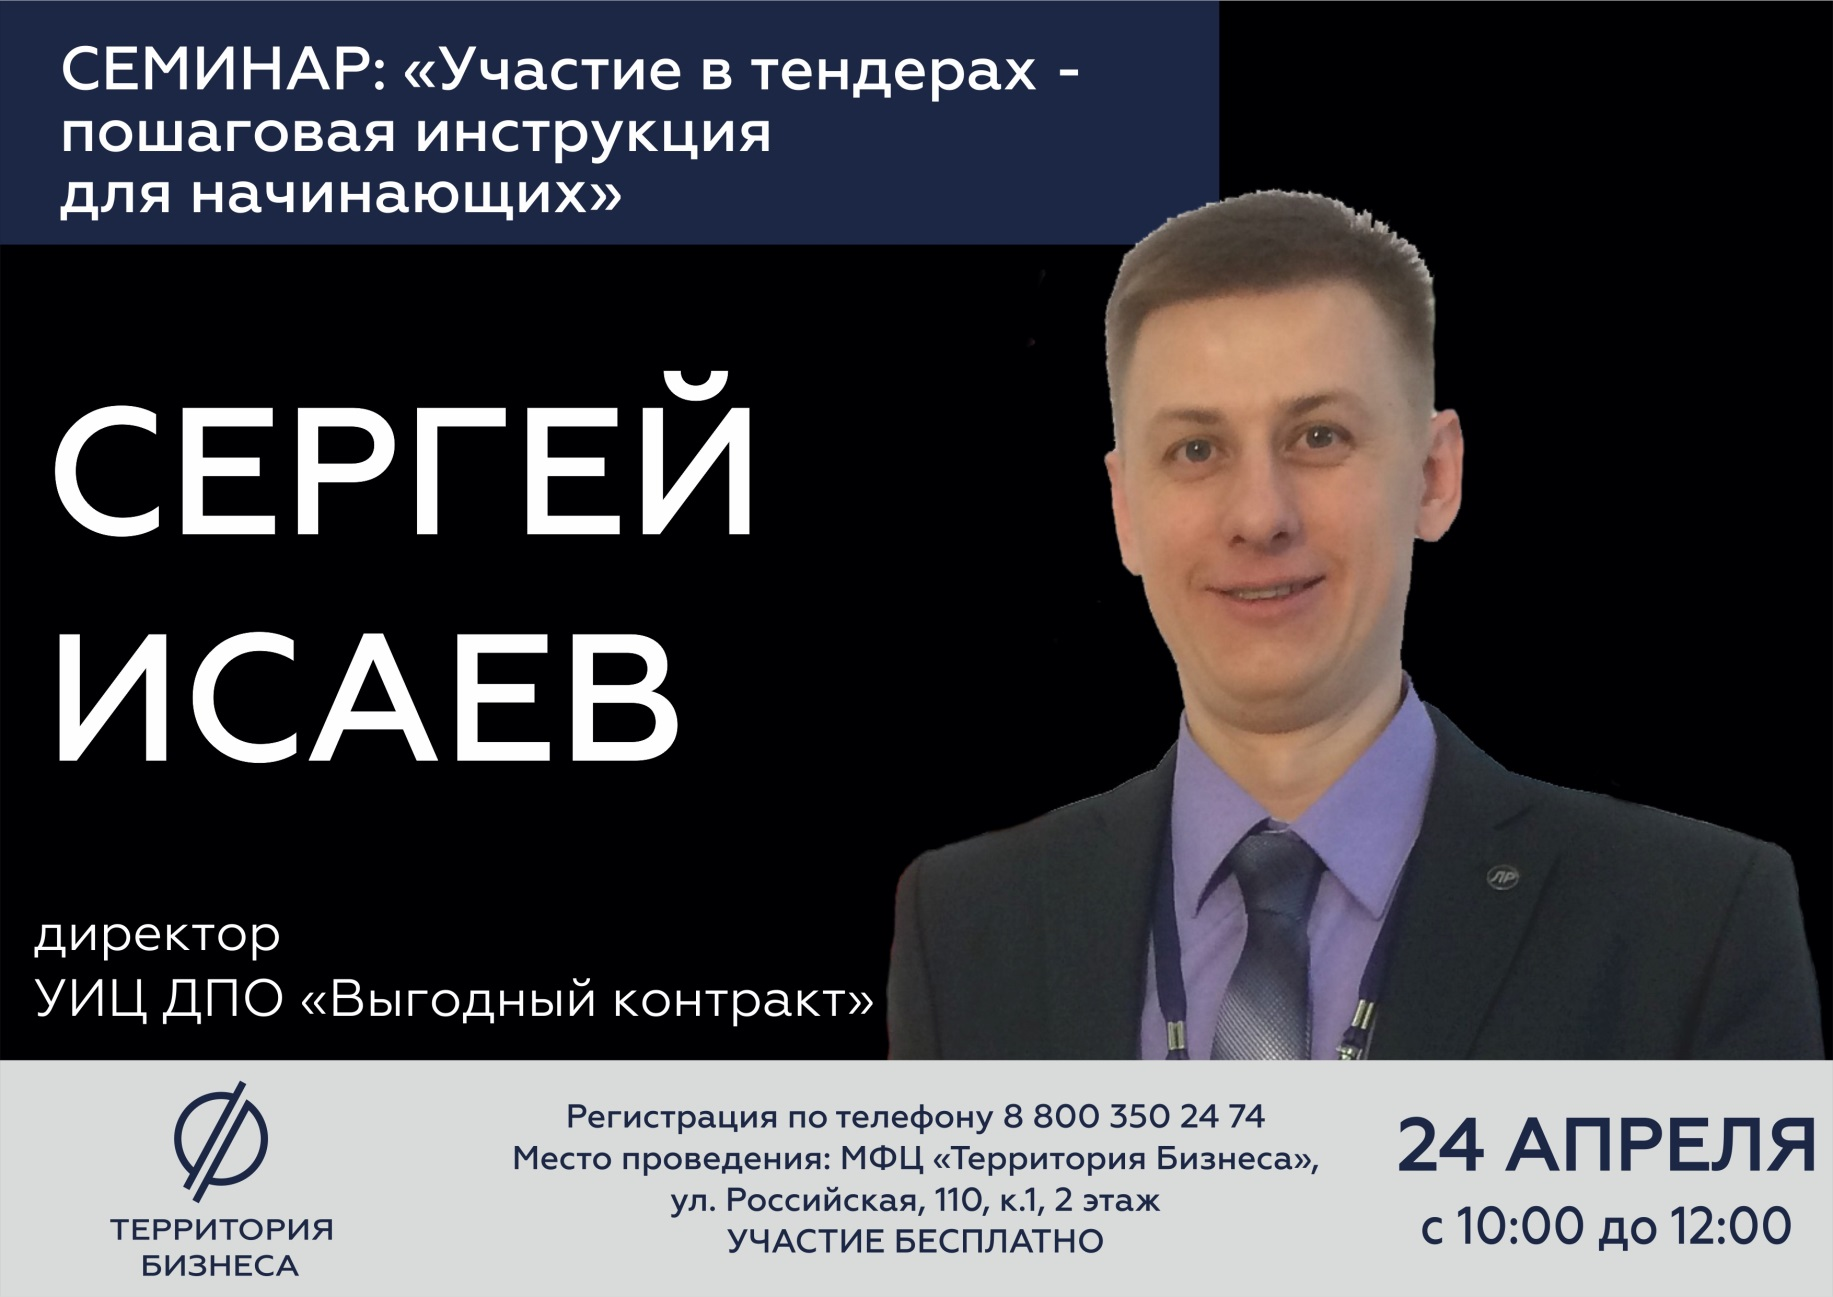 СЕМИНАР: «Участие в тендерах -
пошаговая инструкция
для начинающих»
СЕРГЕЙ
ИСАЕВ
директор
УИЦ ДПО «Выгодный контракт»
ТЕРРИТОРИЯ
БИЗНЕСА
Регистрация по телефону 8 800 350 24 74
Место проведения: МФЦ «Территория Бизнеса»,
ул. Российская, 110, к.1, 2 этаж
УЧАСТИЕ БЕСПЛАТНО
24 АПРЕЛЯ
с 10:00 до 12:00